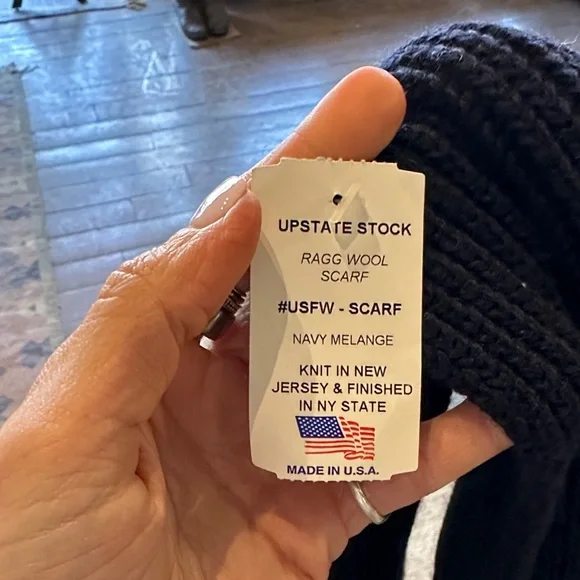 UPSTATE STOCK
RAGG WOOL
SCARF
#USFW - SCARF
NAVY MELANGE
KNIT IN NEW
JERSEY & FINISHED
IN NY STATE
MADE IN U.S.A.